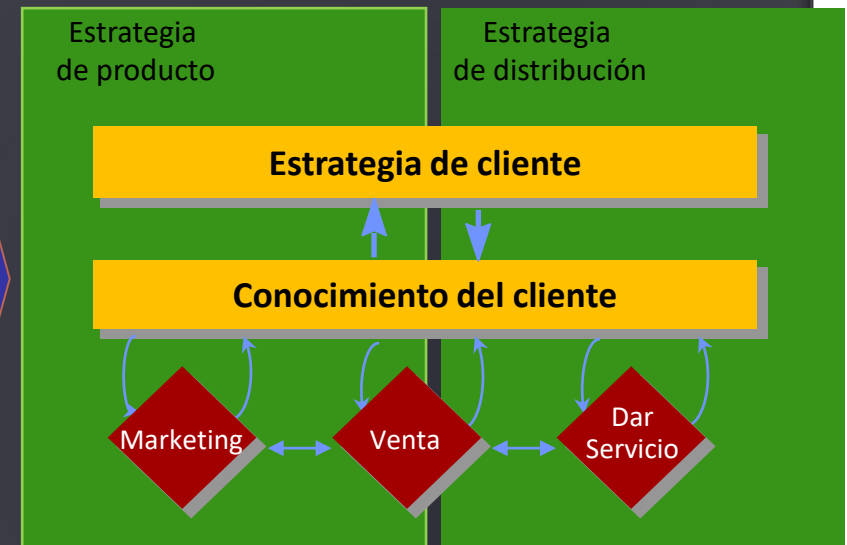 Estrategia
de producto
Estrategia
de distribución
Estrategia de cliente
Conocimiento del cliente
Marketing
Venta
Dar
Servicio